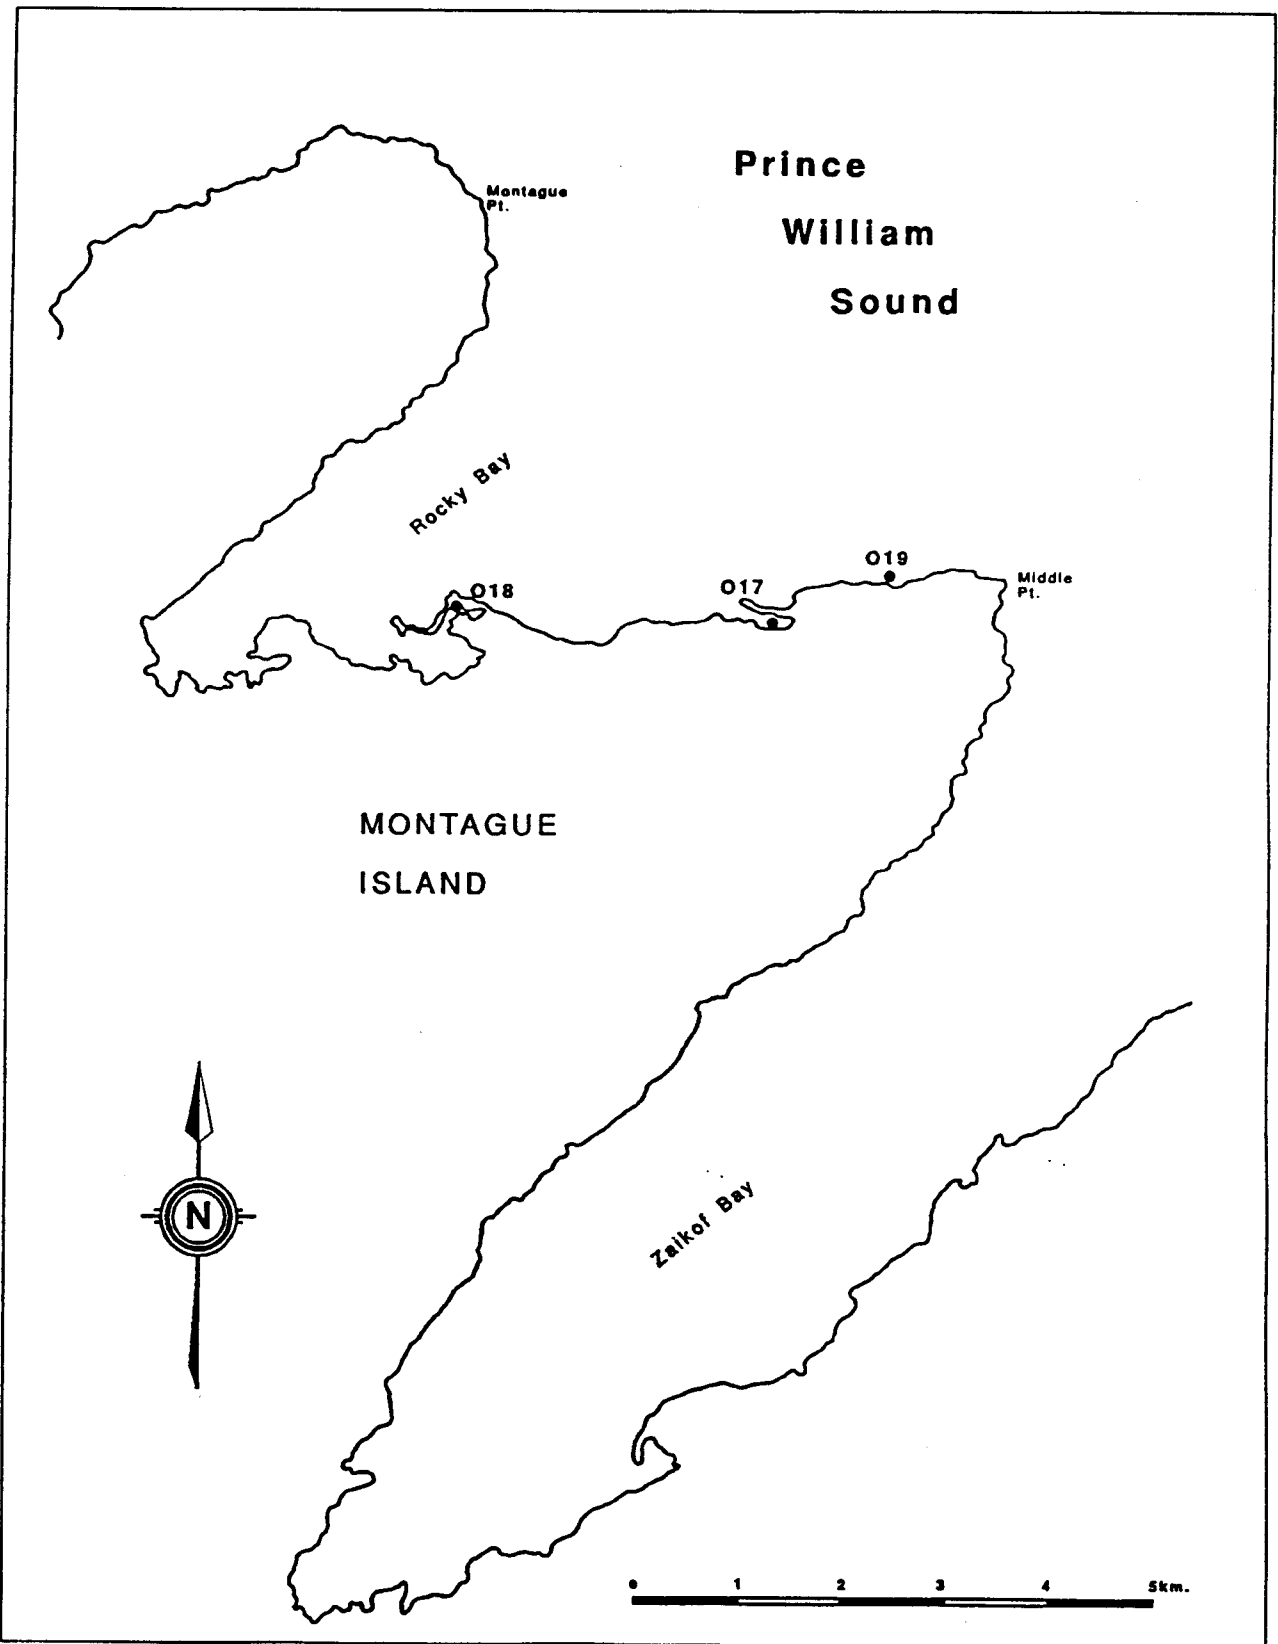 Prince
William
Sound
Montague
Pt.
Rocky Bay
O19
O17
O18
Middle
Pt.
MONTAGUE
ISLAND
N
Zaikof Bay
0 1 2 3 4 5km.